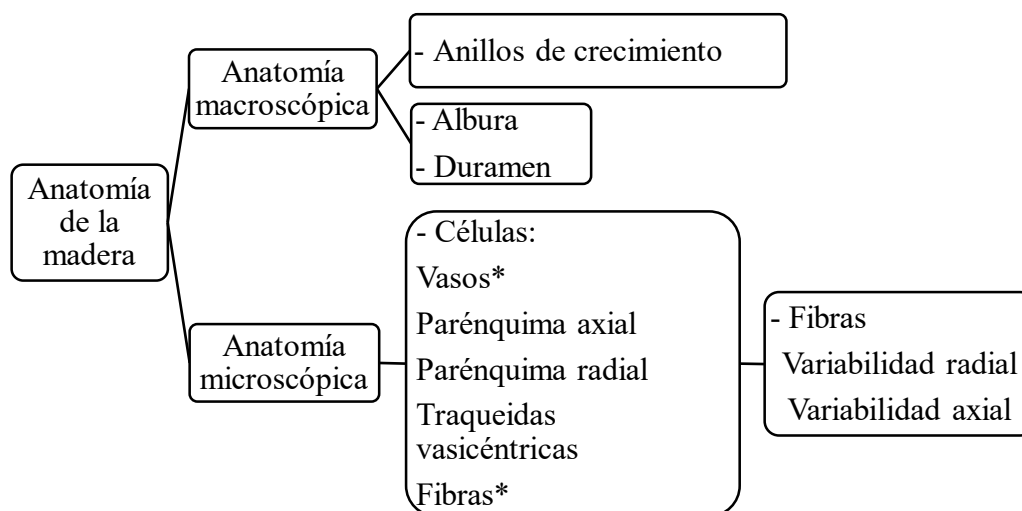 Anatomía
de la
madera
Anatomía
macroscópica
- Anillos de crecimiento
- Albura
- Duramen
Anatomía
microscópica
- Células:
Vasos*
Parénquima axial
Parénquima radial
Traqueidas
vasicéntricas
Fibras*
- Fibras
Variabilidad radial
Variabilidad axial